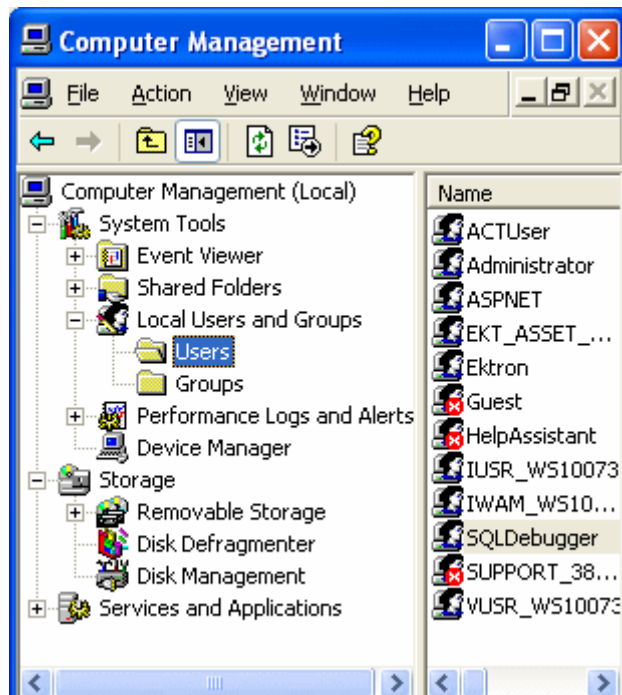 Computer Management
File Action View Window Help
Computer Management (Local)
System Tools
Event Viewer
Shared Folders
Local Users and Groups
Users
Groups
Performance Logs and Alerts
Device Manager
Storage
Removable Storage
Disk Defragmenter
Disk Management
Services and Applications
Name
ACTUser
Administrator
ASPNET
EKT_ASSET_...
Ektron
Guest
HelpAssistant
IUSR_WS10073
IWAM_WS10...
SQLDebugger
SUPPORT_38...
VUSR_WS10073